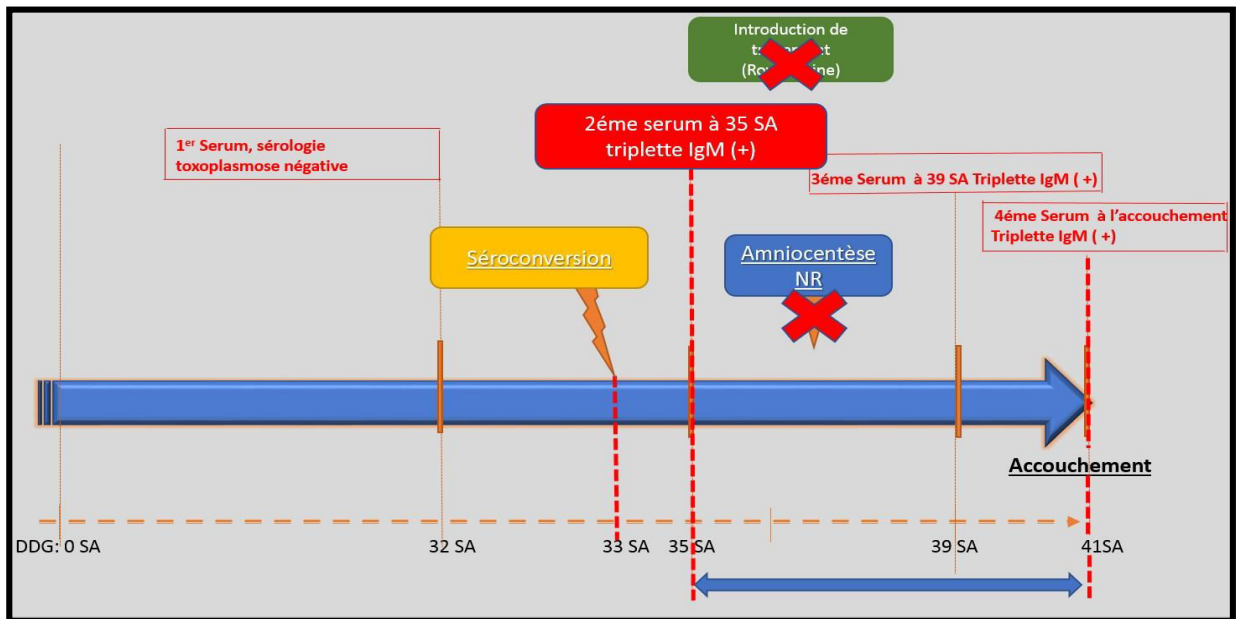 Introduction de
1er Serum, sérologie
toxoplasmose négative
2éme serum à 35 SA
triplette IgM (+)
3éme Serum à 39 SA Triplette IgM ( +)
4éme Serum à l’accouchement
Triplette IgM ( +)
Séroconversion
Amniocentèse
NR
Accouchement
DDG: 0 SA
32 SA
33 SA
35 SA
39 SA
41SA